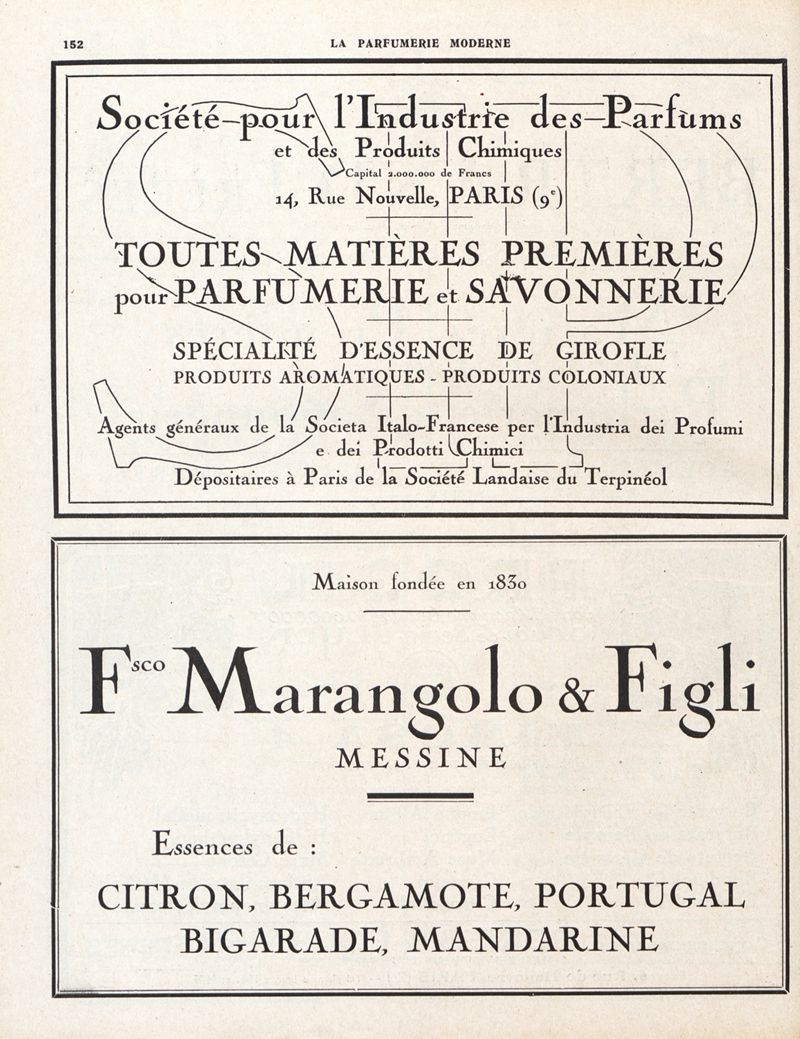 152
LA PARFUMERIE MODERNE
Société pour l'Industrie des Parfums
et des Produits Chimiques
Capital 2.000.000 de Francs
14, Rue Nouvelle, PARIS (9e)
TOUTES MATIÈRES PREMIÈRES
pour PARFUMERIE et SAVONNERIE
SPÉCIALITÉ D'ESSENCE DE GIROFLE
PRODUITS AROMATIQUES - PRODUITS COLONIAUX
Agents généraux de la Societa Italo-Francese per l'Industria dei Profumi
e dei Prodotti Chimici
Dépositaires à Paris de la Société Landaise du Terpinéol
Maison fondée en 1830
Fsco Marangolo & Figli
MESSINE
Essences de :
CITRON, BERGAMOTE, PORTUGAL
BIGARADE, MANDARINE